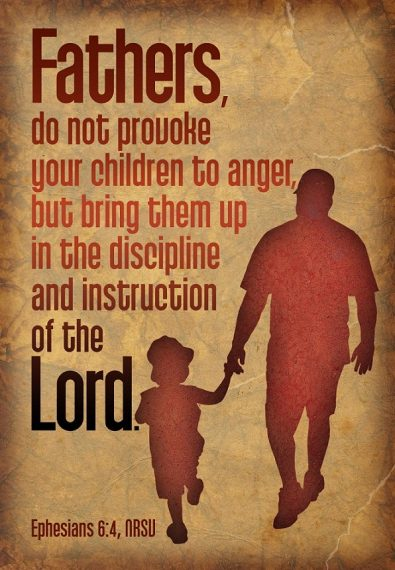 Fathers,
do not provoke
your children to anger,
but bring them up
in the discipline
and instruction
of the
Lord.
Ephesians 6:4, NRSV